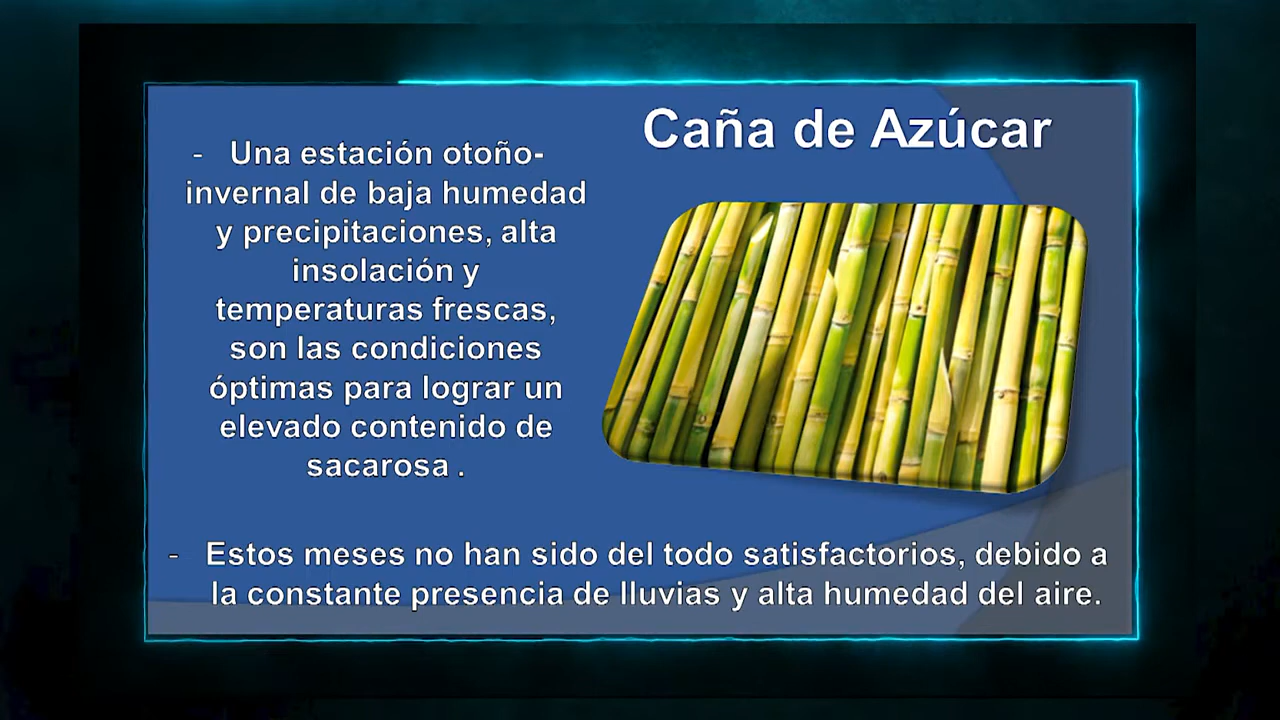 Caña de Azúcar
- Una estación otoño-
invernal de baja humedad
y precipitaciones, alta
insolación y
temperaturas frescas,
son las condiciones
óptimas para lograr un
elevado contenido de
sacarosa .
- Estos meses no han sido del todo satisfactorios, debido a
la constante presencia de lluvias y alta humedad del aire.